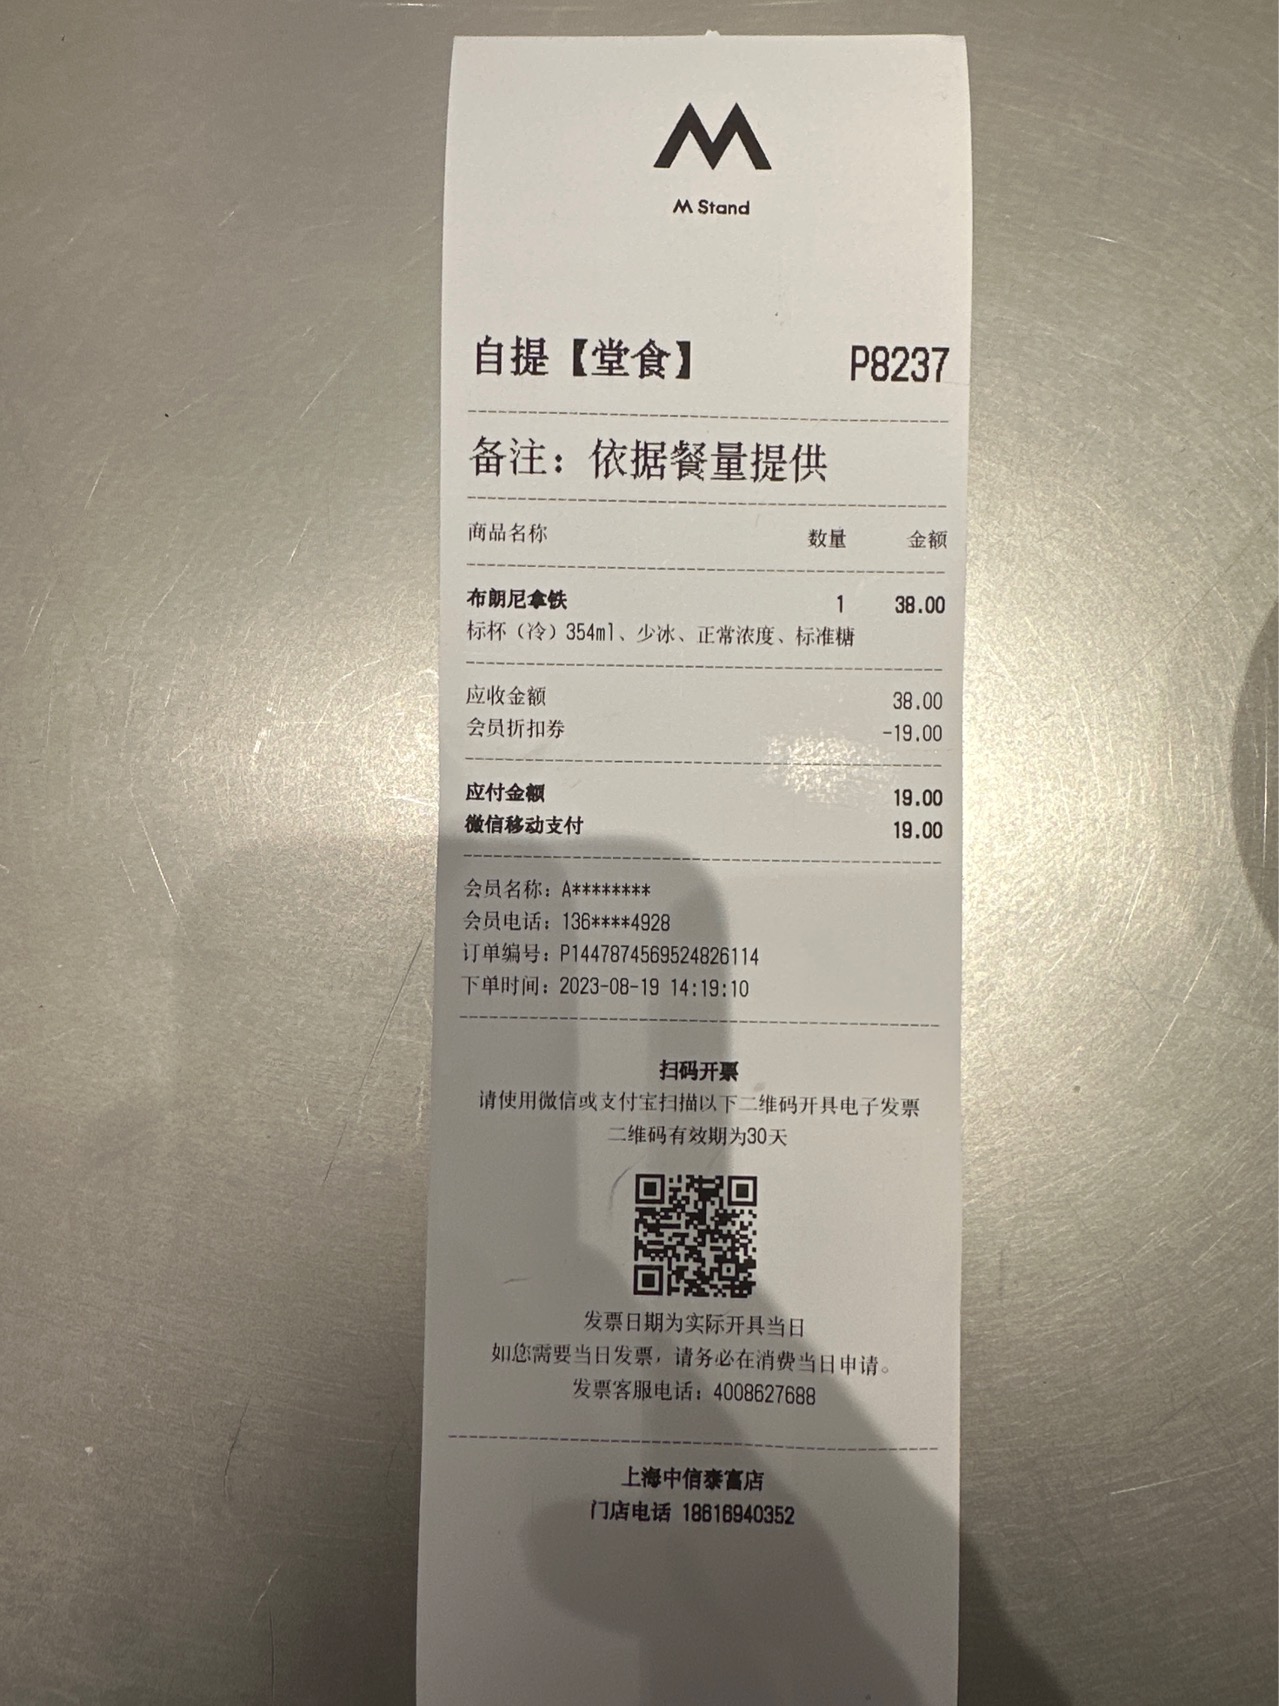 M Stand
自提【堂食】 P8237
备注：依据餐量提供
商品名称 数量 金额
布朗尼拿铁 1 38.00
标杯（冷）354ml、少冰、正常浓度、标准糖
应收金额 38.00
会员折扣券 -19.00
应付金额 19.00
微信移动支付 19.00
会员名称：A********
会员电话：136****4928
订单编号：P1447874569524826114
下单时间：2023-08-19 14:19:10
扫码开票
请使用微信或支付宝扫描以下二维码开具电子发票
二维码有效期为30天
发票日期为实际开具当日
如您需要当日发票，请务必在消费当日申请。
发票客服电话：4008627688
上海中信泰富店
门店电话 18616940352